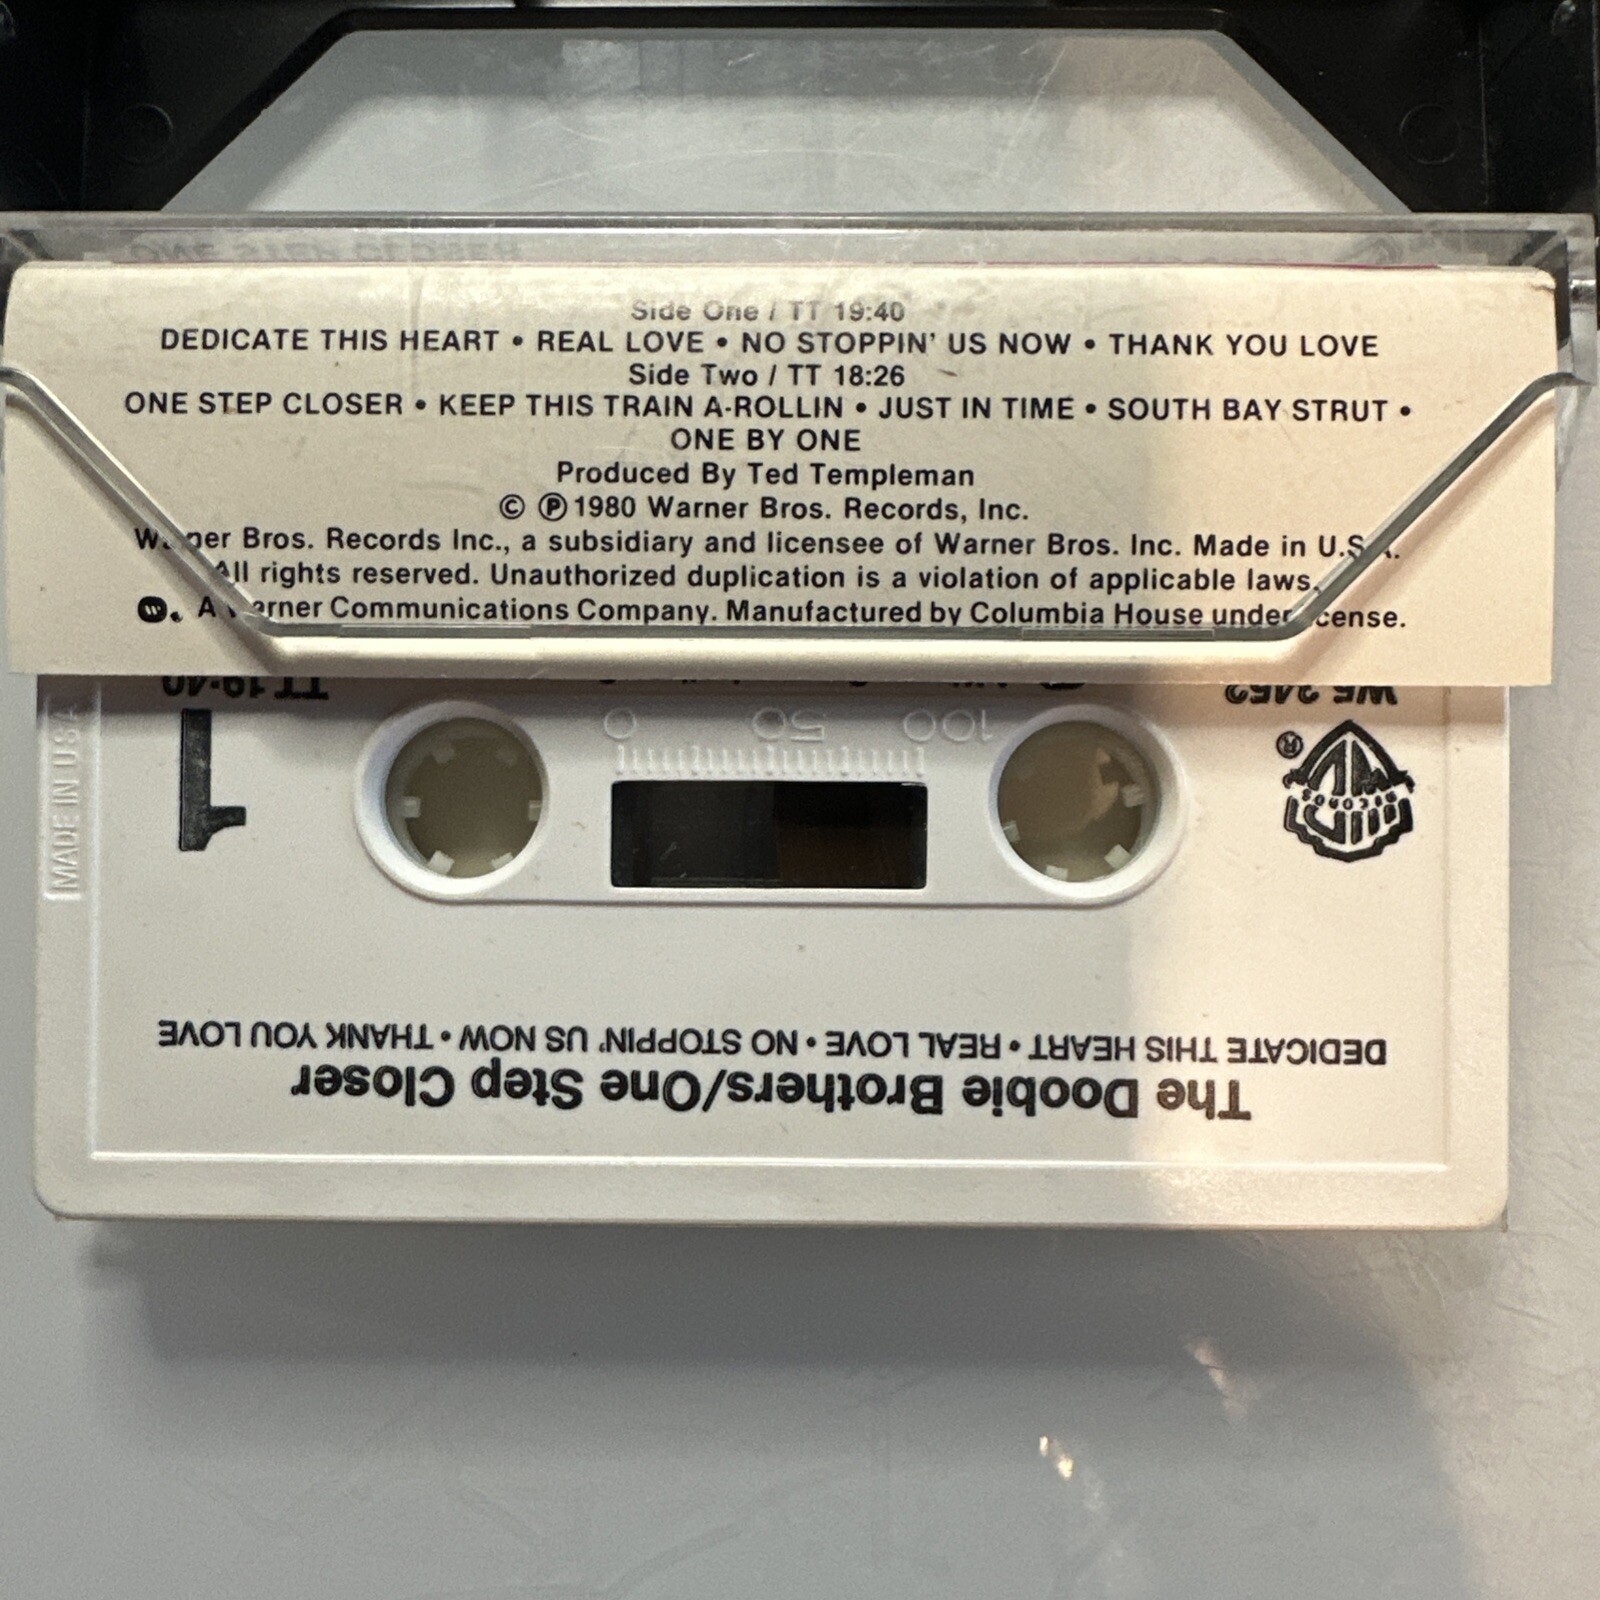 Side One / TT 19:40
DEDICATE THIS HEART • REAL LOVE • NO STOPPIN' US NOW • THANK YOU LOVE
Side Two / TT 18:26
ONE STEP CLOSER • KEEP THIS TRAIN A-ROLLIN • JUST IN TIME • SOUTH BAY STRUT •
ONE BY ONE
Produced By Ted Templeman
© ℗ 1980 Warner Bros. Records, Inc.
Warner Bros. Records Inc., a subsidiary and licensee of Warner Bros. Inc. Made in U.S.A.
All rights reserved. Unauthorized duplication is a violation of applicable laws.
A Warner Communications Company. Manufactured by Columbia House under license.
The Doobie Brothers/One Step Closer
DEDICATE THIS HEART • REAL LOVE • NO STOPPIN' US NOW • THANK YOU LOVE
®
RECORDS
100 50 0
1
TT 19:40
MADE IN USA